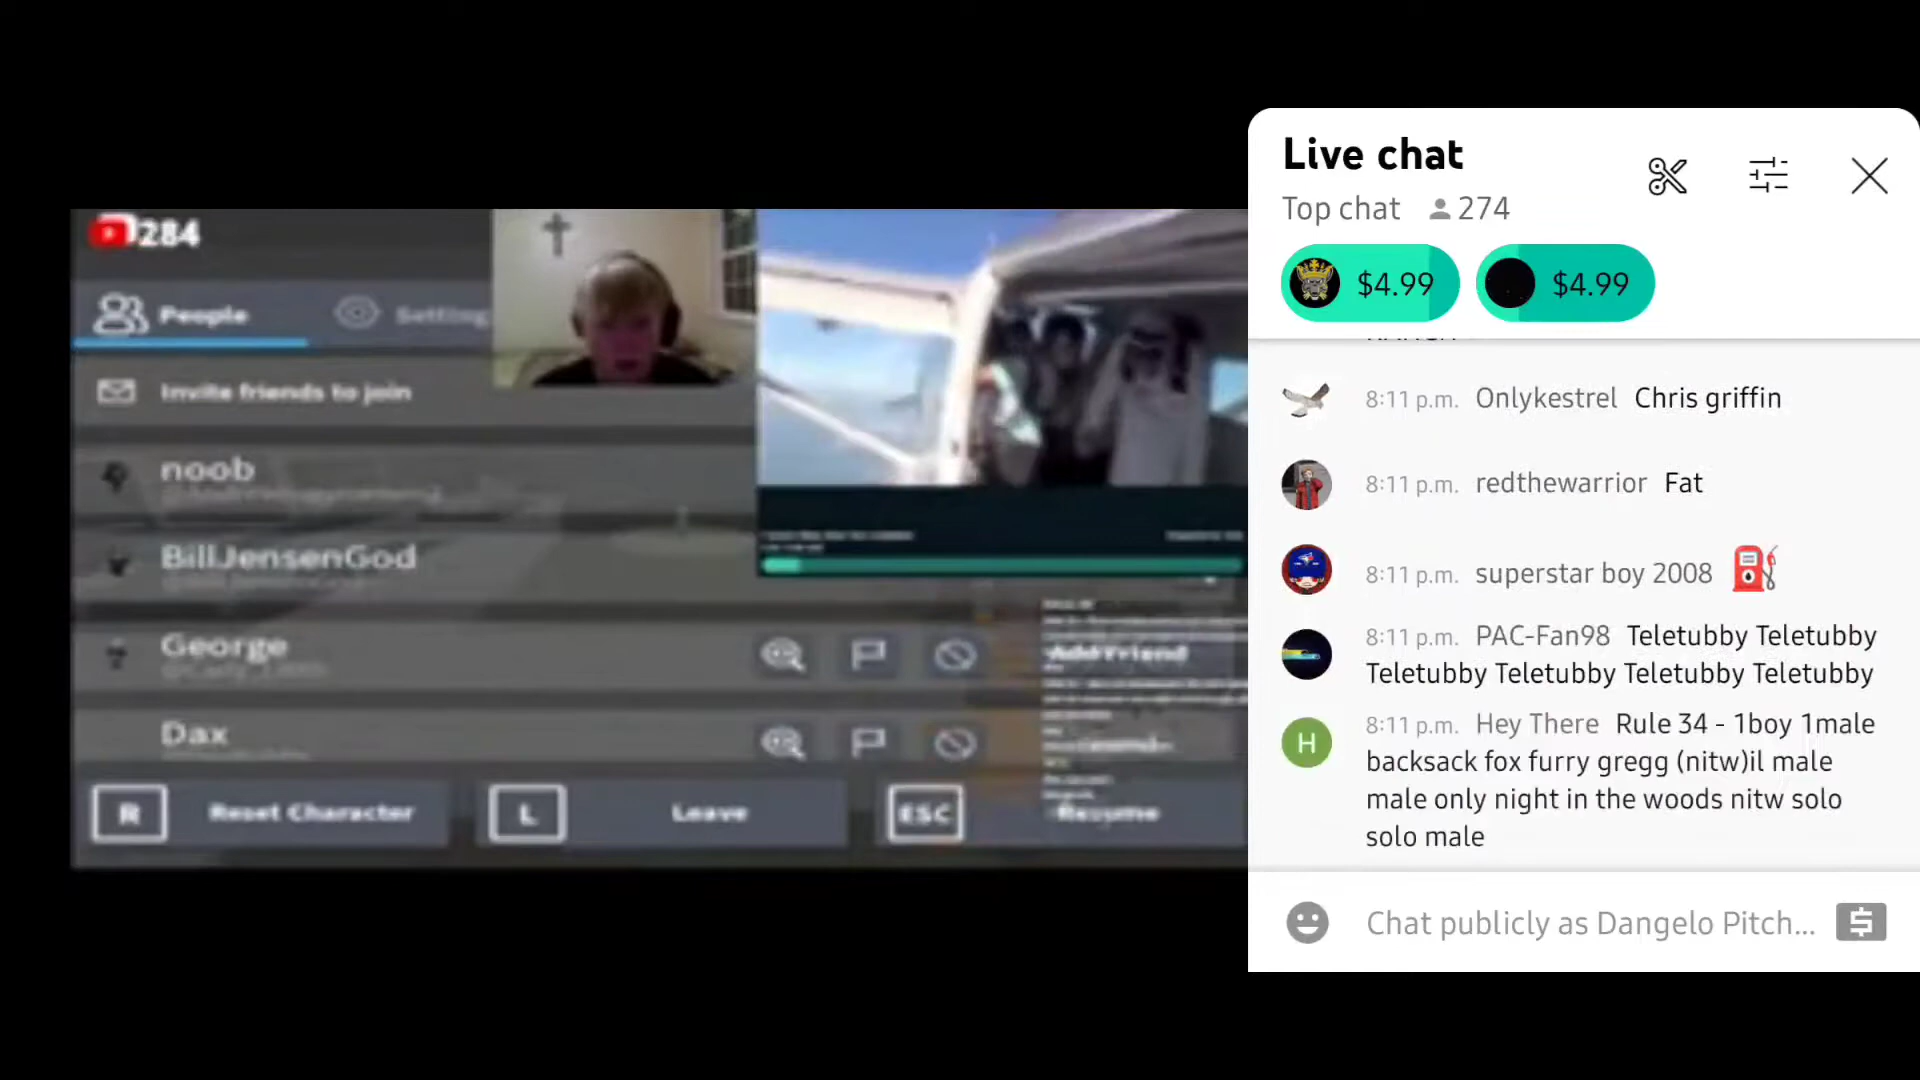 284
People
Setting
Invite friends to join
noob
BillJensenGod
George
Dax
Add Friend
R
Reset Character
L
Leave
ESC
Resume
Live chat
Top chat 274
$4.99 $4.99
8:11 p.m. Onlykestrel Chris griffin
8:11 p.m. redthewarrior Fat
8:11 p.m. superstar boy 2008
8:11 p.m. PAC-Fan98 Teletubby Teletubby
Teletubby Teletubby Teletubby Teletubby
H
8:11 p.m. Hey There Rule 34 - 1boy 1male
backsack fox furry gregg (nitw)il male
male only night in the woods nitw solo
solo male
Chat publicly as Dangelo Pitch...